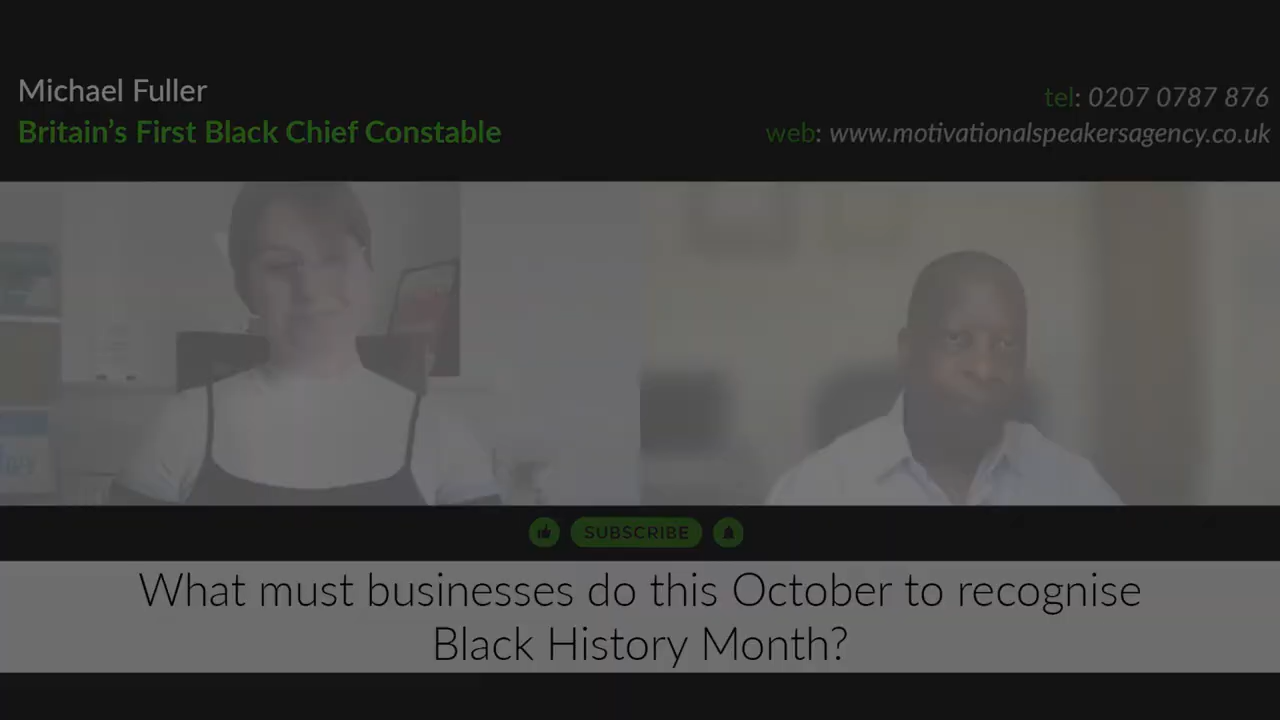 Michael Fuller
Britain's First Black Chief Constable
tel: 0207 0787 876
web: www.motivationalspeakersagency.co.uk
SUBSCRIBE
What must businesses do this October to recognise
Black History Month?